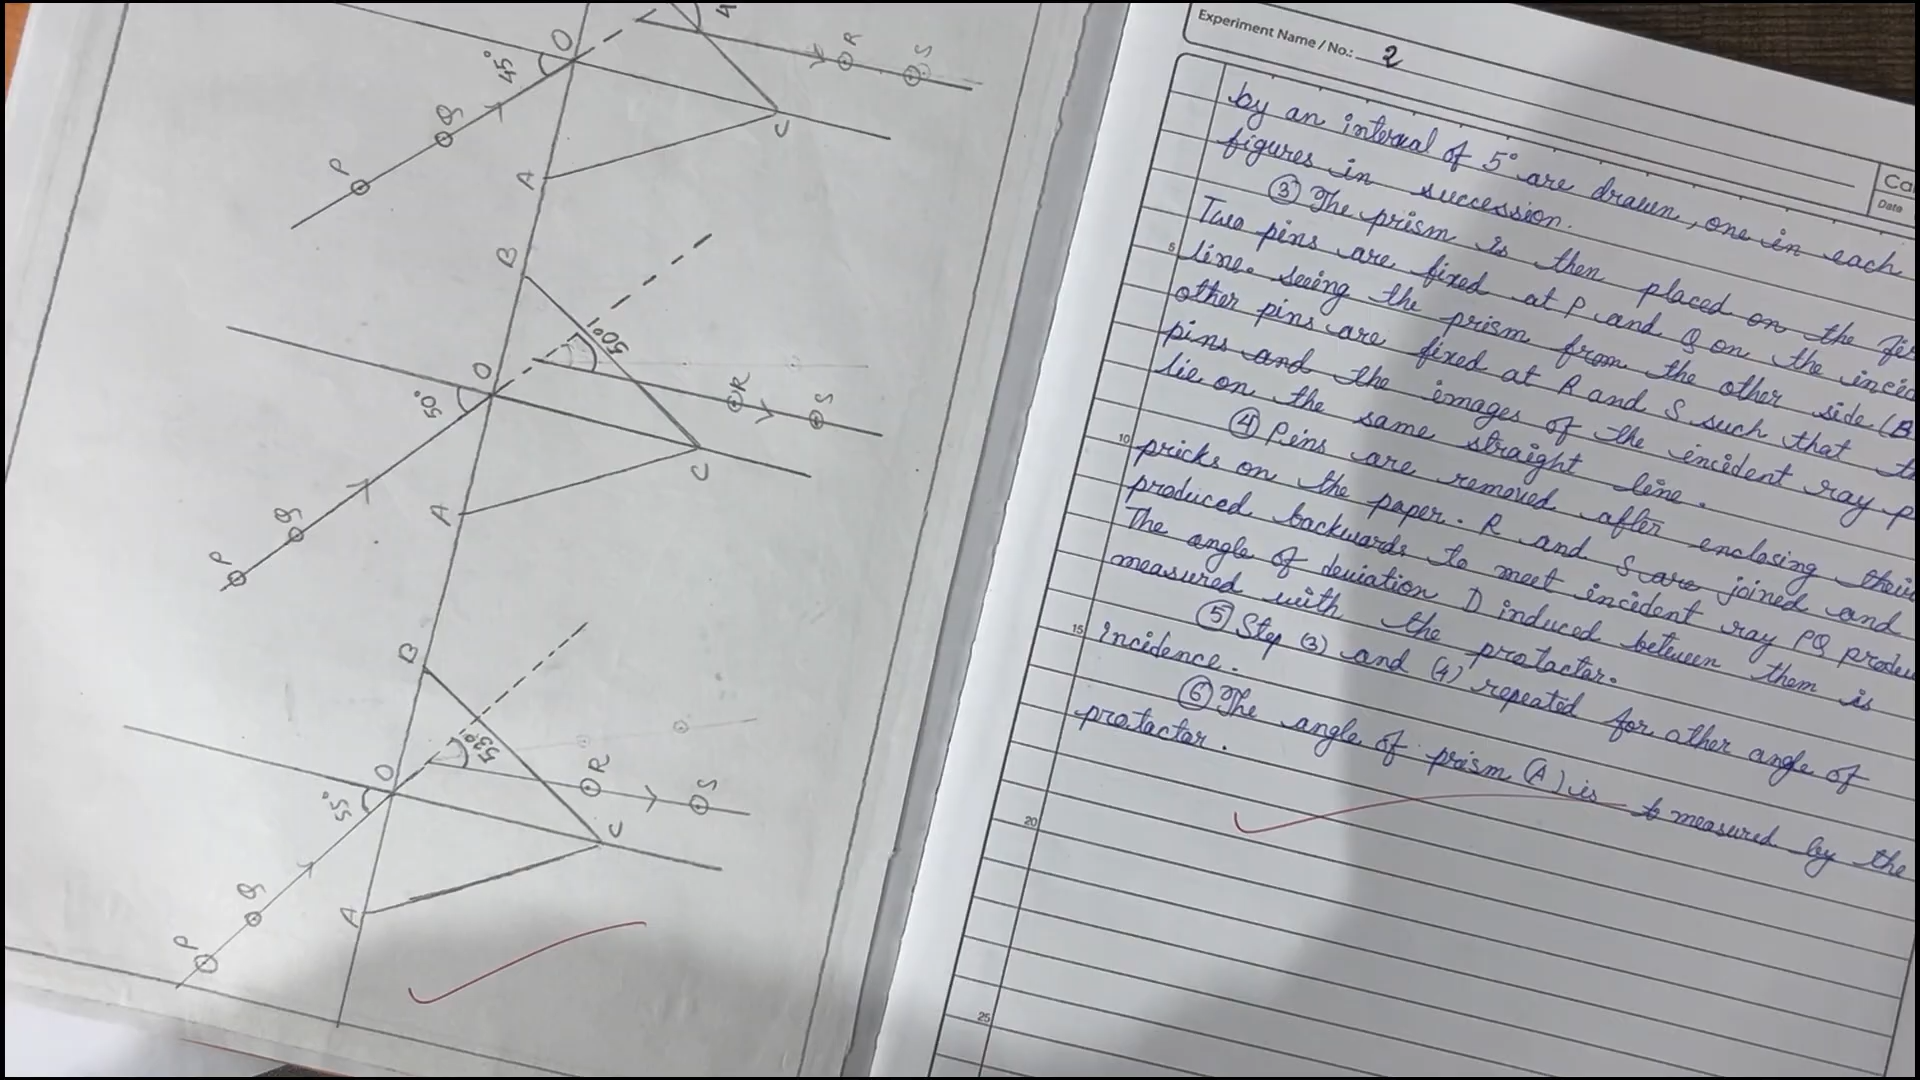 O
45°
P
Q
A
C
R
S
B
O
50°
50°
P
Q
A
C
R
S
B
O
55°
53°
P
Q
A
C
R
S
Experiment Name / No.: 2
Date
by an interval of 5° are drawn, one in each
figures in succession.
③ The prism is then placed on the
Two pins are fixed at P and Q on the
line. Seeing the prism from the other side (B
other pins are fixed at R and S such that
pins and the images of the incident ray
lie on the same straight line.
④ Pins are removed after enclosing their
pricks on the paper. R and S are joined and
produced backwards to meet incident ray PQ
The angle of deviation D induced between them is
measured with the protactor.
⑤ Step (3) and (4) repeated for other angle of
incidence.
⑥ The angle of prism (A) is measured by the
protactor.
5
10
15
20
25